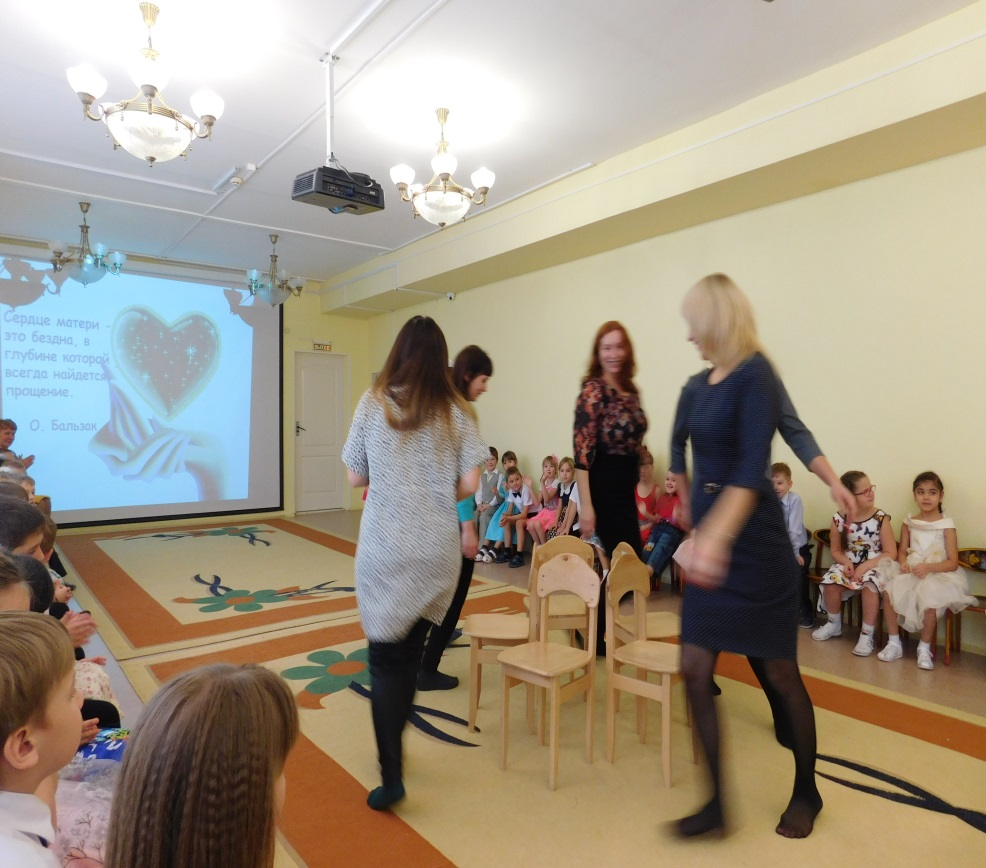 Сердце матери -
это бездна, в
глубине которой
всегда найдется
прощение.
О. Бальзак